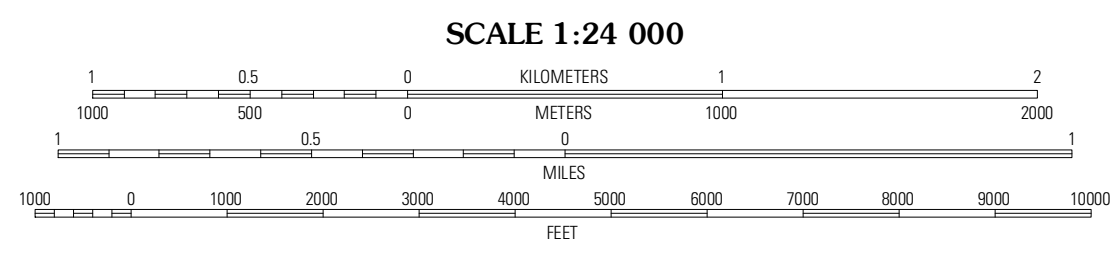 SCALE 1:24 000
1 0.5 0 KILOMETERS 1 2
1000 500 0 METERS 1000 2000
1 0.5 0 1
MILES
1000 0 1000 2000 3000 4000 5000 6000 7000 8000 9000 10000
FEET